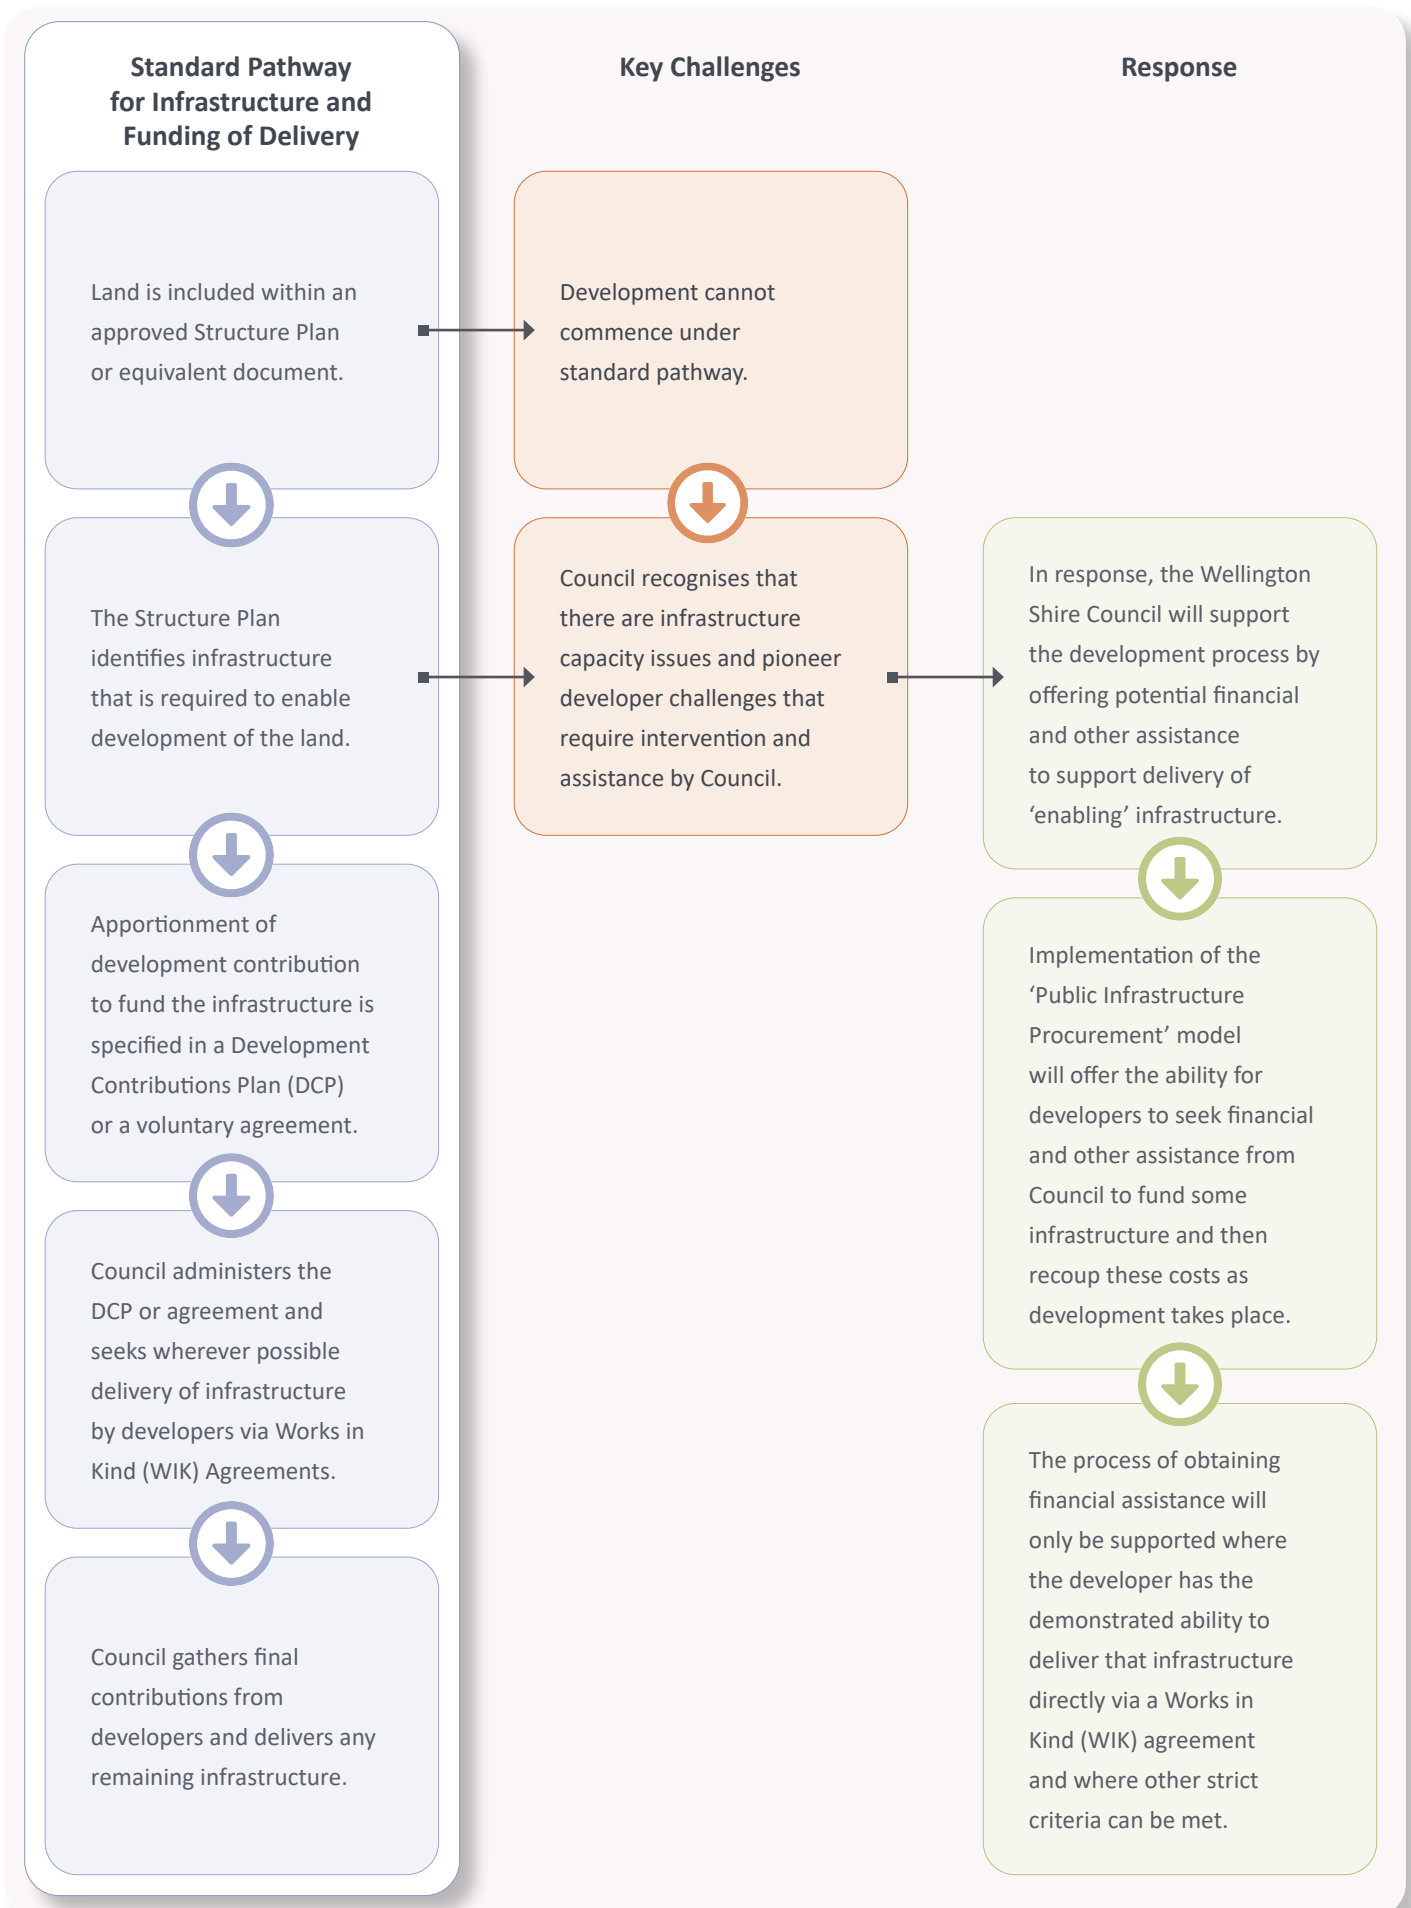 Standard Pathway
for Infrastructure and
Funding of Delivery
Land is included within an
approved Structure Plan
or equivalent document.
The Structure Plan
identifies infrastructure
that is required to enable
development of the land.
Apportionment of
development contribution
to fund the infrastructure is
specified in a Development
Contributions Plan (DCP)
or a voluntary agreement.
Council administers the
DCP or agreement and
seeks wherever possible
delivery of infrastructure
by developers via Works in
Kind (WIK) Agreements.
Council gathers final
contributions from
developers and delivers any
remaining infrastructure.
Key Challenges
Development cannot
commence under
standard pathway.
Council recognises that
there are infrastructure
capacity issues and pioneer
developer challenges that
require intervention and
assistance by Council.
Response
In response, the Wellington
Shire Council will support
the development process by
offering potential financial
and other assistance
to support delivery of
‘enabling’ infrastructure.
Implementation of the
‘Public Infrastructure
Procurement’ model
will offer the ability for
developers to seek financial
and other assistance from
Council to fund some
infrastructure and then
recoup these costs as
development takes place.
The process of obtaining
financial assistance will
only be supported where
the developer has the
demonstrated ability to
deliver that infrastructure
directly via a Works in
Kind (WIK) agreement
and where other strict
criteria can be met.